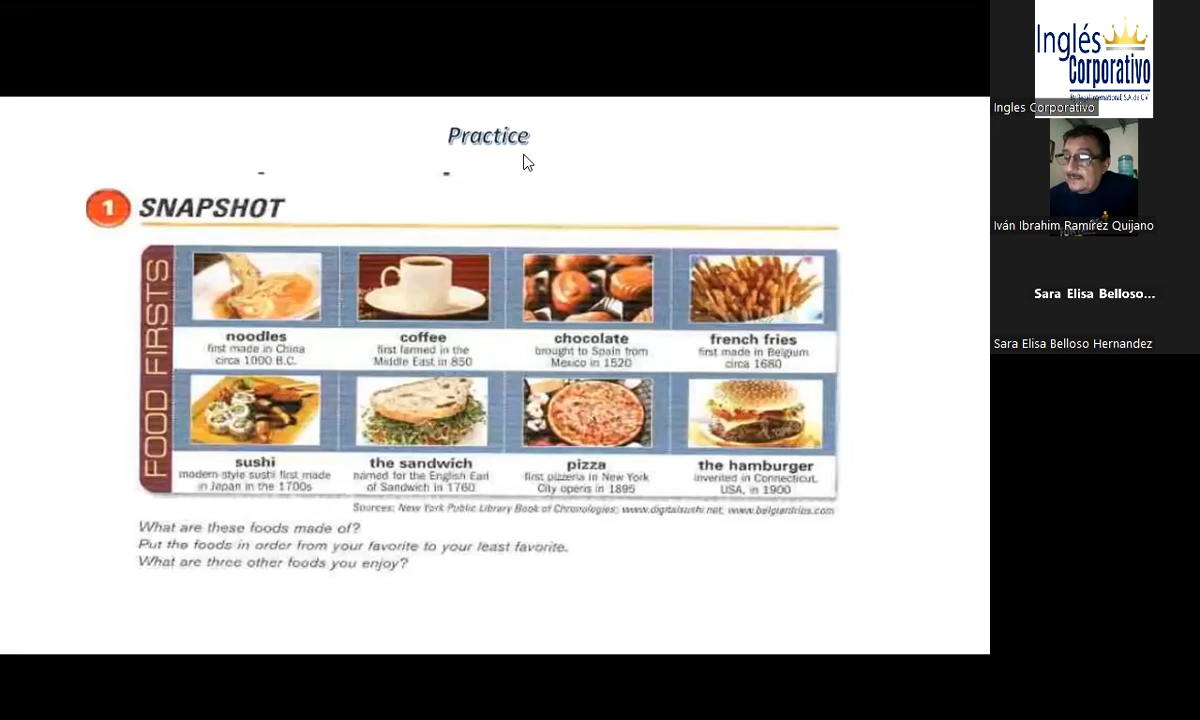 Practice
1 SNAPSHOT
FOOD FIRSTS
noodles
first made in China
circa 1000 B.C.
coffee
first farmed in the
Middle East in 850
chocolate
brought to Spain from
Mexico in 1520
french fries
first made in Belgium
circa 1680
sushi
modern-style sushi first made
in Japan in the 1700s
the sandwich
named for the English Earl
of Sandwich in 1760
pizza
first pizzeria in New York
City opens in 1895
the hamburger
invented in Connecticut,
USA, in 1900
Sources: New York Public Library Book of Chronologies; www.digitalsushi.net; www.belgianfries.com
What are these foods made of?
Put the foods in order from your favorite to your least favorite.
What are three other foods you enjoy?
Inglés
Corporativo
Ingles Corporativo
Iván Ibrahim Ramírez Quijano
Sara Elisa Belloso...
Sara Elisa Belloso Hernandez